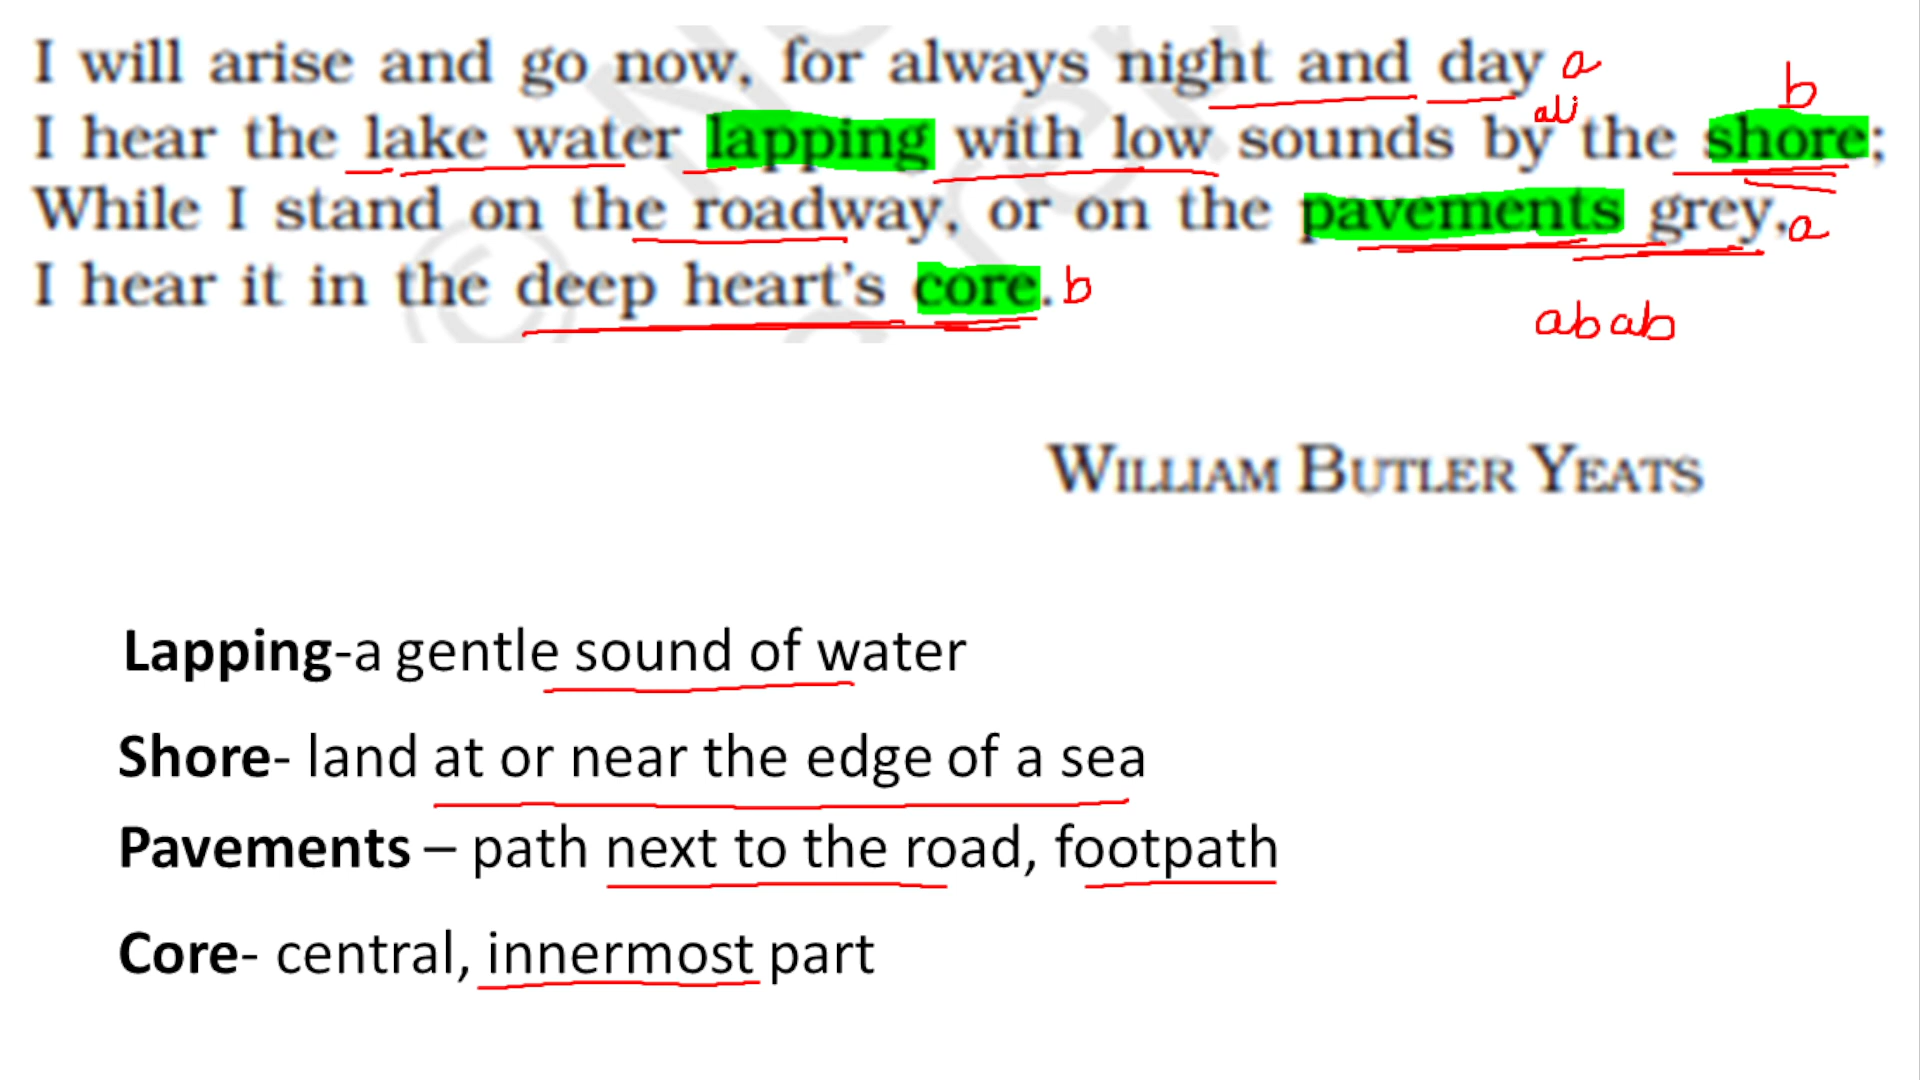 I will arise and go now, for always night and day a
ali b
I hear the lake water lapping with low sounds by the shore;
While I stand on the roadway, or on the pavements grey, a
I hear it in the deep heart's core. b
abab
WILLIAM BUTLER YEATS
Lapping-a gentle sound of water
Shore- land at or near the edge of a sea
Pavements – path next to the road, footpath
Core- central, innermost part